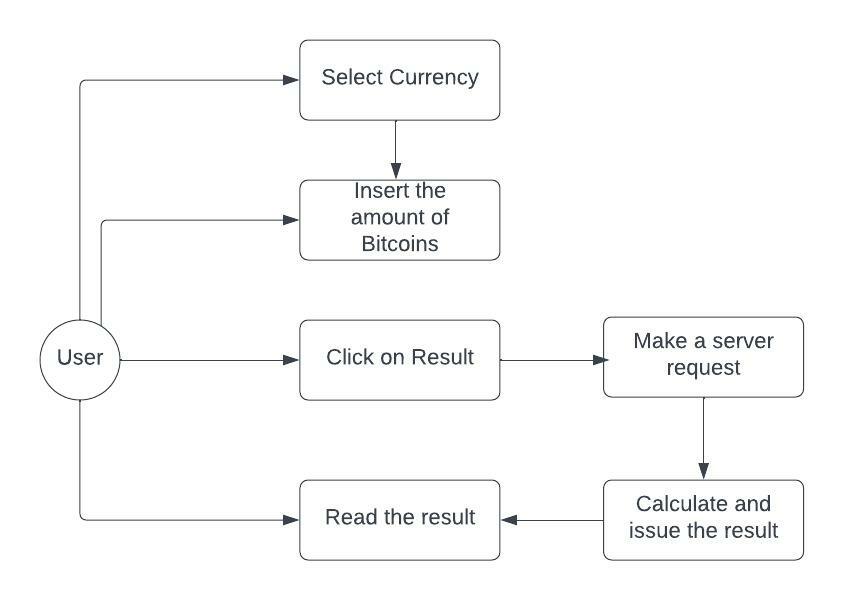 Select Currency
Insert the
amount of
Bitcoins
User
Click on Result
Make a server
request
Read the result
Calculate and
issue the result